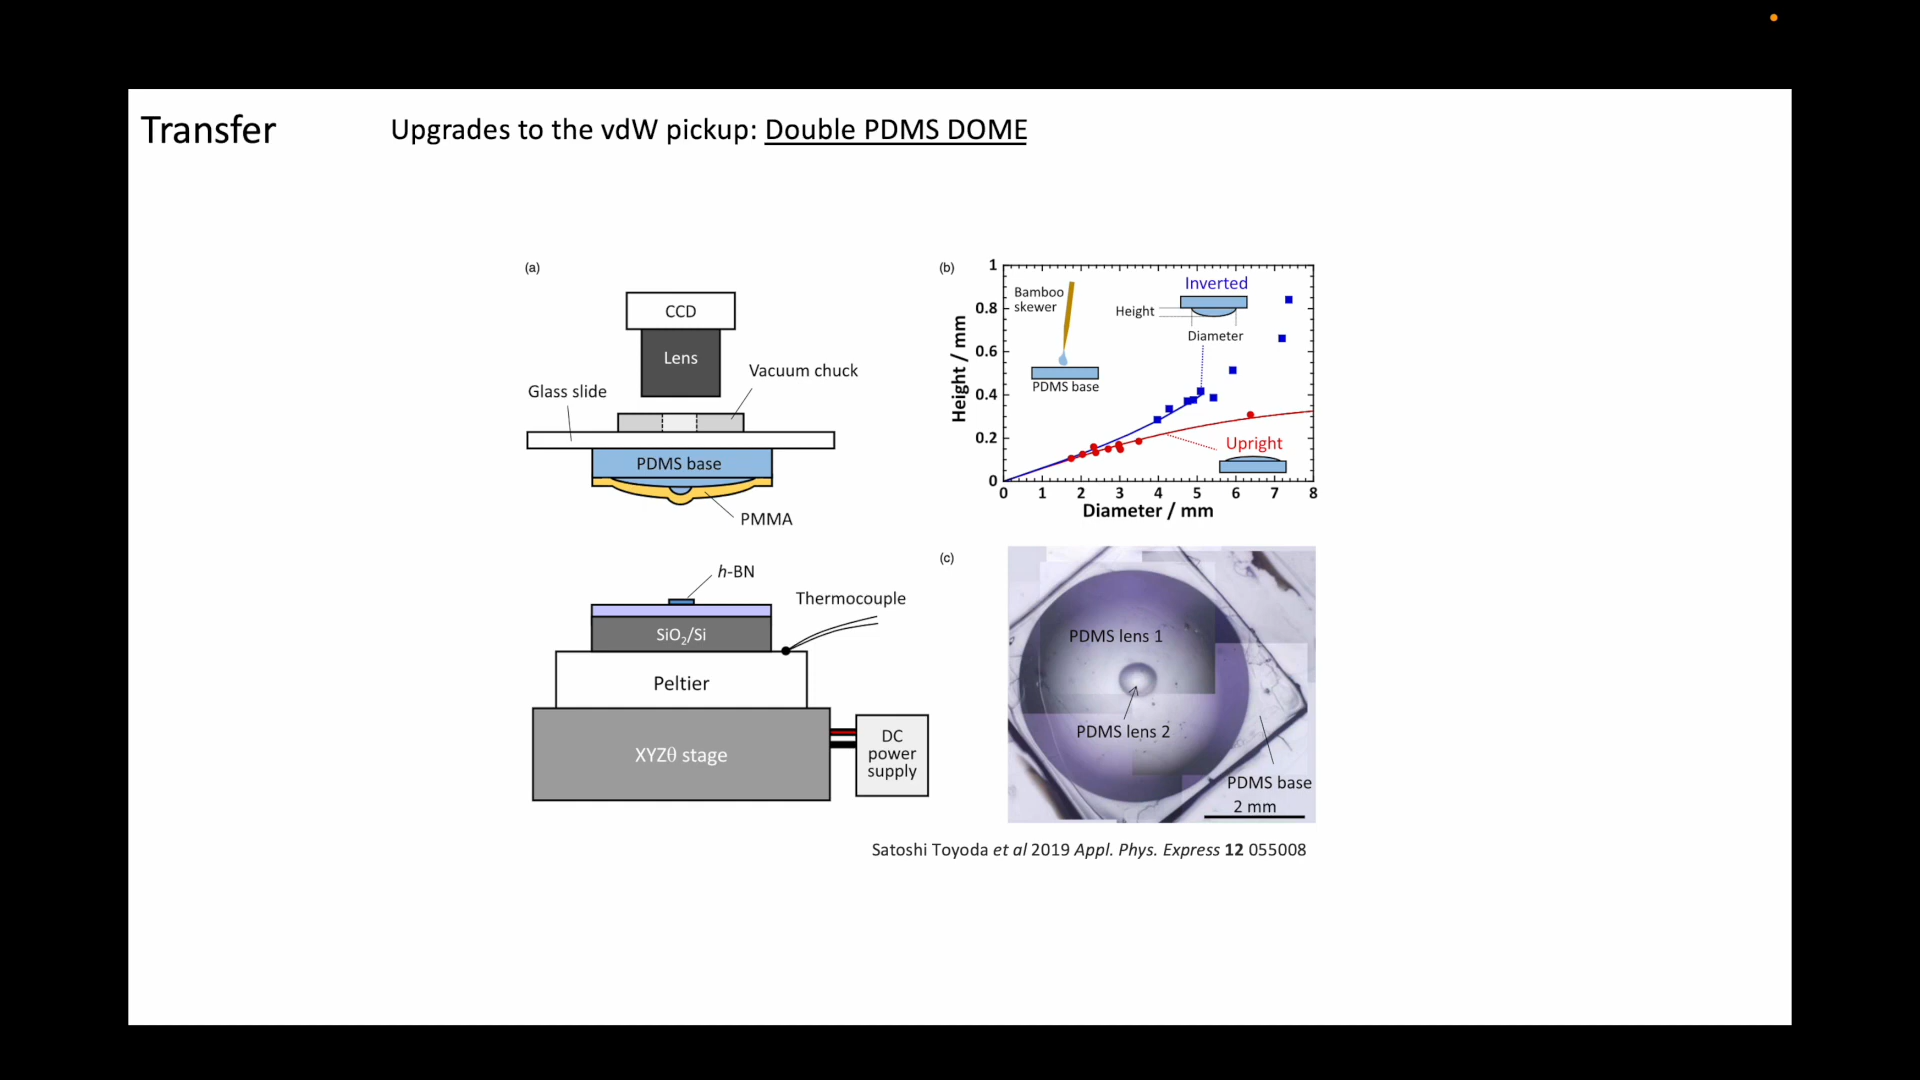 Transfer
Upgrades to the vdW pickup: Double PDMS DOME
(a)
CCD
Lens
Vacuum chuck
Glass slide
PDMS base
PMMA
h-BN
Thermocouple
SiO₂/Si
Peltier
XYZθ stage
DC
power
supply
(b)
1
0.8
0.6
0.4
0.2
0
Height / mm
0 1 2 3 4 5 6 7 8
Diameter / mm
Bamboo
skewer
PDMS base
Inverted
Height
Diameter
Upright
(c)
PDMS lens 1
PDMS lens 2
PDMS base
2 mm
Satoshi Toyoda et al 2019 Appl. Phys. Express 12 055008